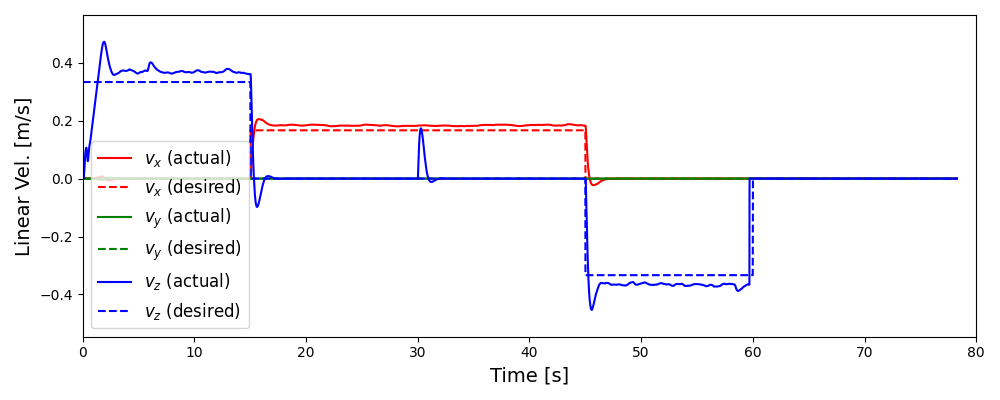 Linear Vel. [m/s]
0.4
0.2
0.0
−0.2
−0.4
v_x (actual)
v_x (desired)
v_y (actual)
v_y (desired)
v_z (actual)
v_z (desired)
0 10 20 30 40 50 60 70 80
Time [s]